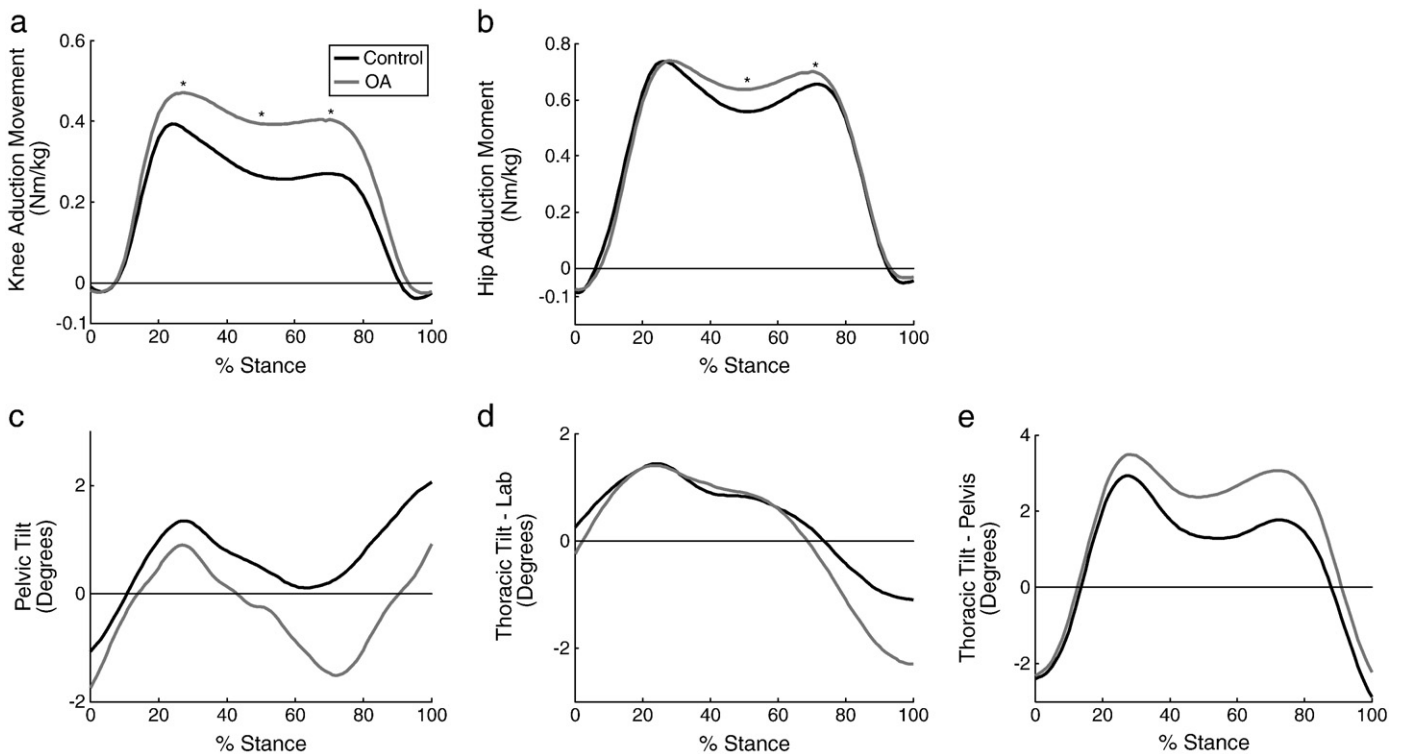 a
Knee Aduction Movement
(Nm/kg)
0.6
0.4
0.2
0
-0.1
Control
OA
*
*
*
0 20 40 60 80 100
% Stance
b
Hip Adduction Moment
(Nm/kg)
0.8
0.6
0.4
0.2
0
-0.1
*
*
0 20 40 60 80 100
% Stance
c
Pelvic Tilt
(Degrees)
2
0
-2
0 20 40 60 80 100
% Stance
d
Thoracic Tilt - Lab
(Degrees)
2
0
-2
0 20 40 60 80 100
% Stance
e
Thoracic Tilt - Pelvis
(Degrees)
4
2
0
-2
0 20 40 60 80 100
% Stance